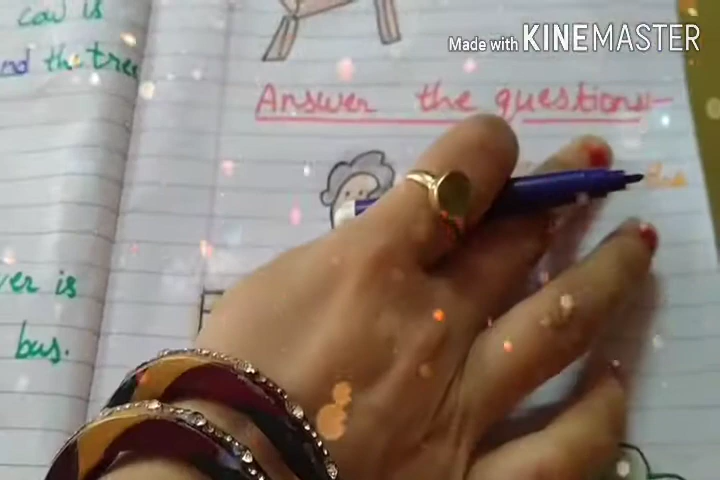 cow is
nd the tree
Made with KINEMASTER
Answer the questions-
ver is
bus.